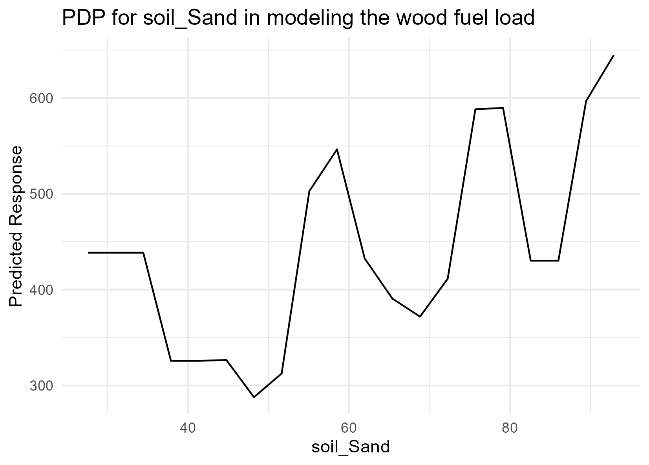 PDP for soil_Sand in modeling the wood fuel load
600
500
400
300
Predicted Response
40 60 80
soil_Sand